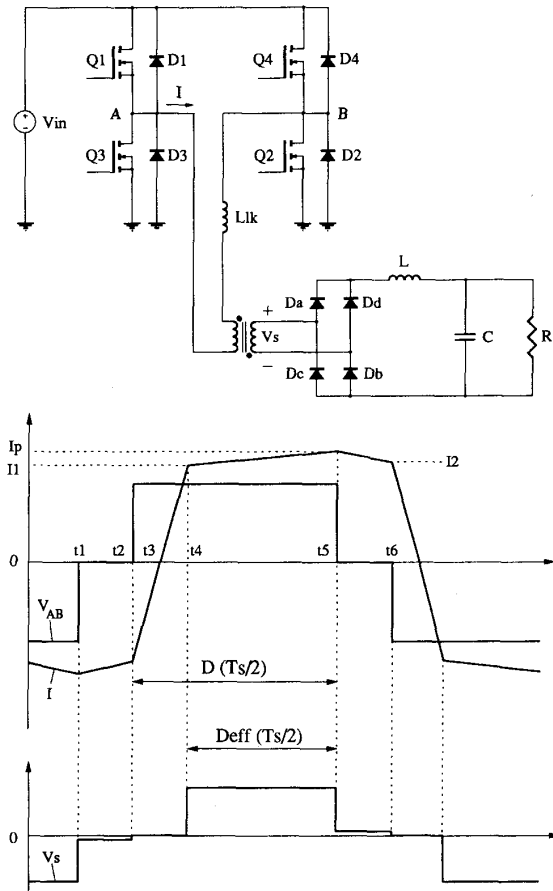 Q1
D1
Q4
D4
Vin
A
I
B
Q3
D3
Q2
D2
Llk
L
+
Vs
−
Da
Dd
C
R
Dc
Db
Ip
I1
I2
0
t1
t2
t3
t4
t5
t6
VAB
I
D (Ts/2)
Deff (Ts/2)
0
Vs